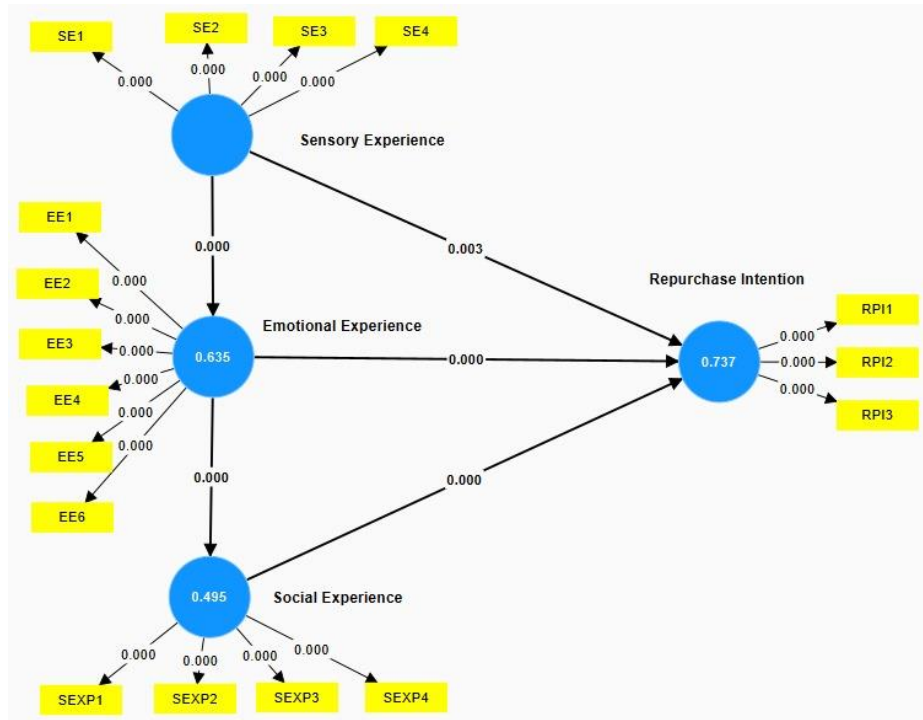 SE1
SE2
SE3
SE4
0.000
0.000
0.000
0.000
Sensory Experience
0.000
0.003
EE1
EE2
EE3
EE4
EE5
EE6
0.000
0.000
0.000
0.000
0.000
0.000
Emotional Experience
0.635
0.000
Repurchase Intention
0.737
0.000
0.000
0.000
RPI1
RPI2
RPI3
0.000
0.000
0.495
Social Experience
0.000
0.000
0.000
0.000
SEXP1
SEXP2
SEXP3
SEXP4